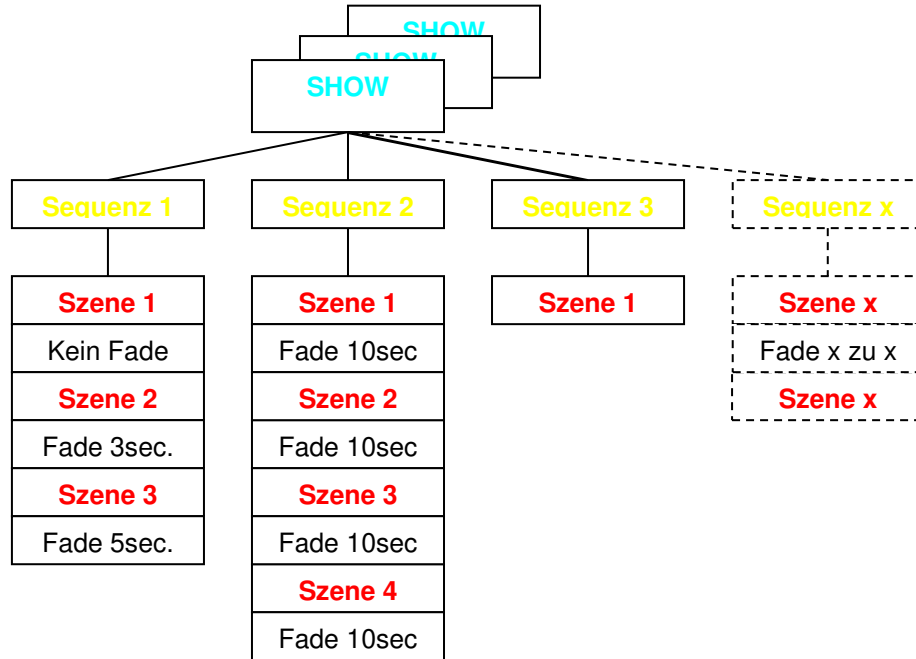 SHOW
SHOW
SHOW
Sequenz 1
Sequenz 2
Sequenz 3
Sequenz x
Szene 1
Kein Fade
Szene 2
Fade 3sec.
Szene 3
Fade 5sec.
Szene 1
Fade 10sec
Szene 2
Fade 10sec
Szene 3
Fade 10sec
Szene 4
Fade 10sec
Szene 1
Szene x
Fade x zu x
Szene x